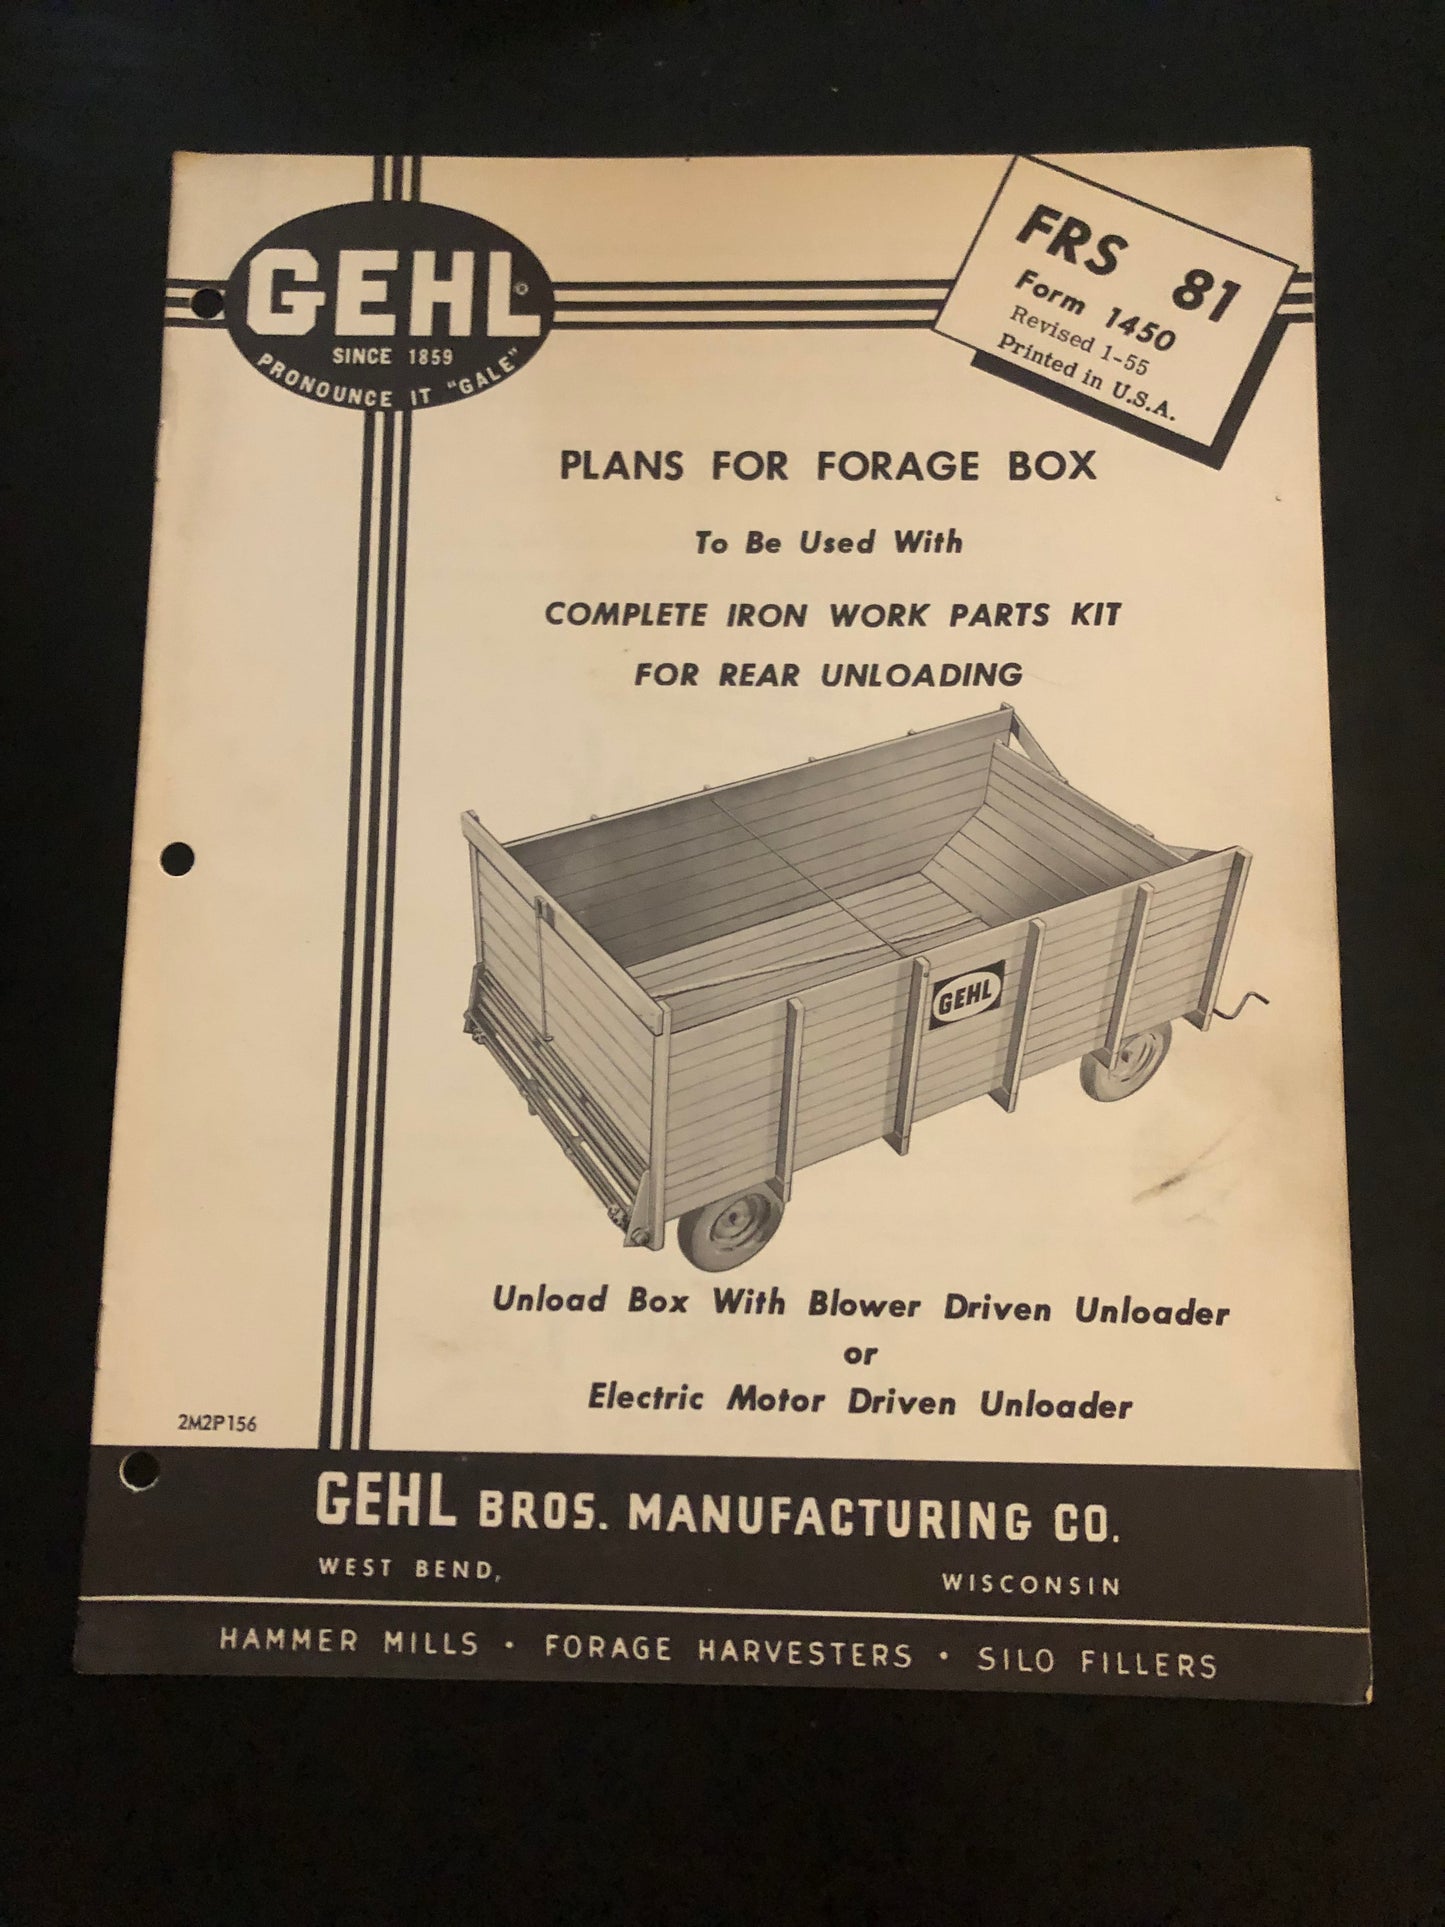 GEHL®
SINCE 1859
PRONOUNCE IT "GALE"
FRS 81
Form 1450
Revised 1-55
Printed in U.S.A.
PLANS FOR FORAGE BOX
To Be Used With
COMPLETE IRON WORK PARTS KIT
FOR REAR UNLOADING
GEHL
Unload Box With Blower Driven Unloader
or
Electric Motor Driven Unloader
2M2P156
GEHL BROS. MANUFACTURING CO.
WEST BEND, WISCONSIN
HAMMER MILLS • FORAGE HARVESTERS • SILO FILLERS